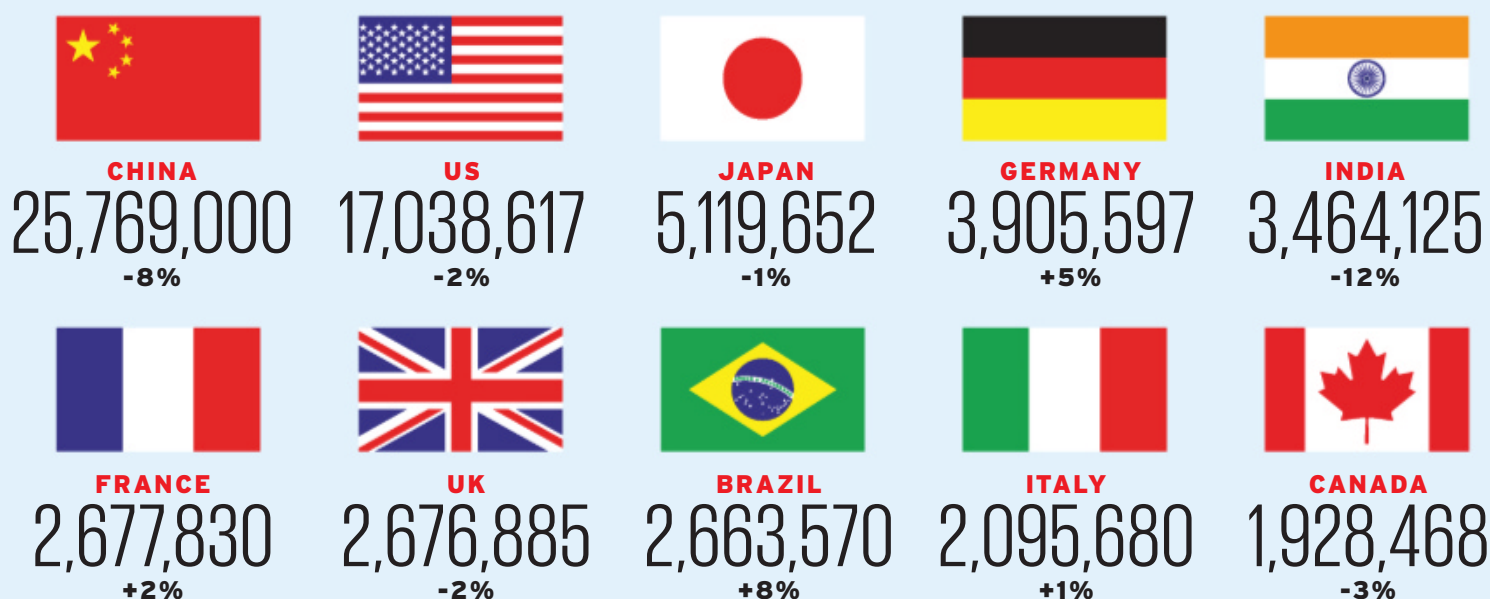 CHINA
25,769,000
-8%
US
17,038,617
-2%
JAPAN
5,119,652
-1%
GERMANY
3,905,597
+5%
INDIA
3,464,125
-12%
FRANCE
2,677,830
+2%
UK
2,676,885
-2%
BRAZIL
2,663,570
+8%
ITALY
2,095,680
+1%
CANADA
1,928,468
-3%